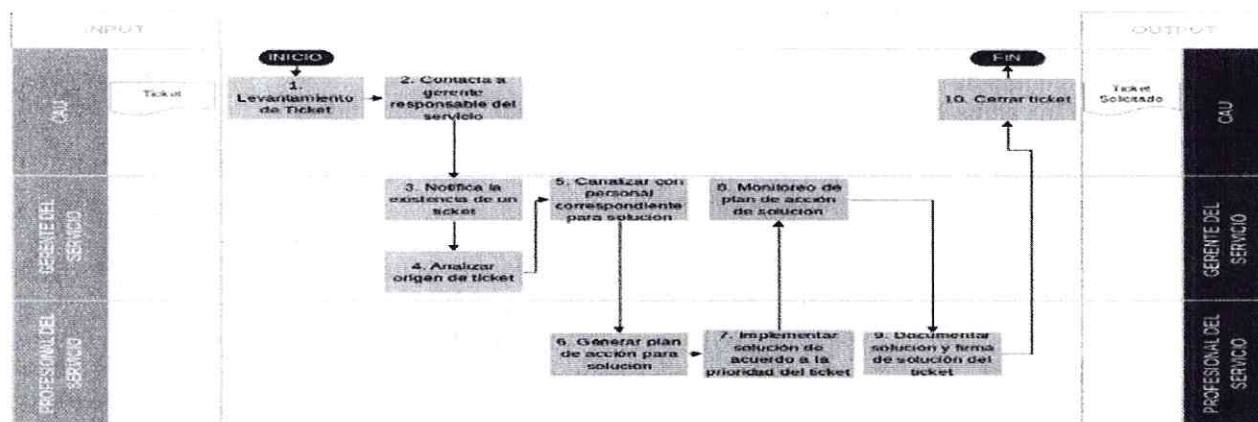 INPUT
OUTPUT
INICIO
FIN
CAU
Ticket
1.
Levantamiento
de Ticket
2. Contacta a
gerente
responsable del
servicio
10. Cerrar ticket
Ticket
Solicitado
CAU
GERENTE DEL
SERVICIO
3. Notifica la
existencia de un
ticket
5. Canalizar con
personal
correspondiente
para solución
8. Monitoreo de
plan de acción
de solución
4. Analizar
origen de ticket
GERENTE DEL
SERVICIO
PROFESIONAL DEL
SERVICIO
6. Generar plan
de acción para
solución
7. Implementar
solución de
acuerdo a la
prioridad del ticket
9. Documentar
solución y firma
de solución del
ticket
PROFESIONAL DEL
SERVICIO